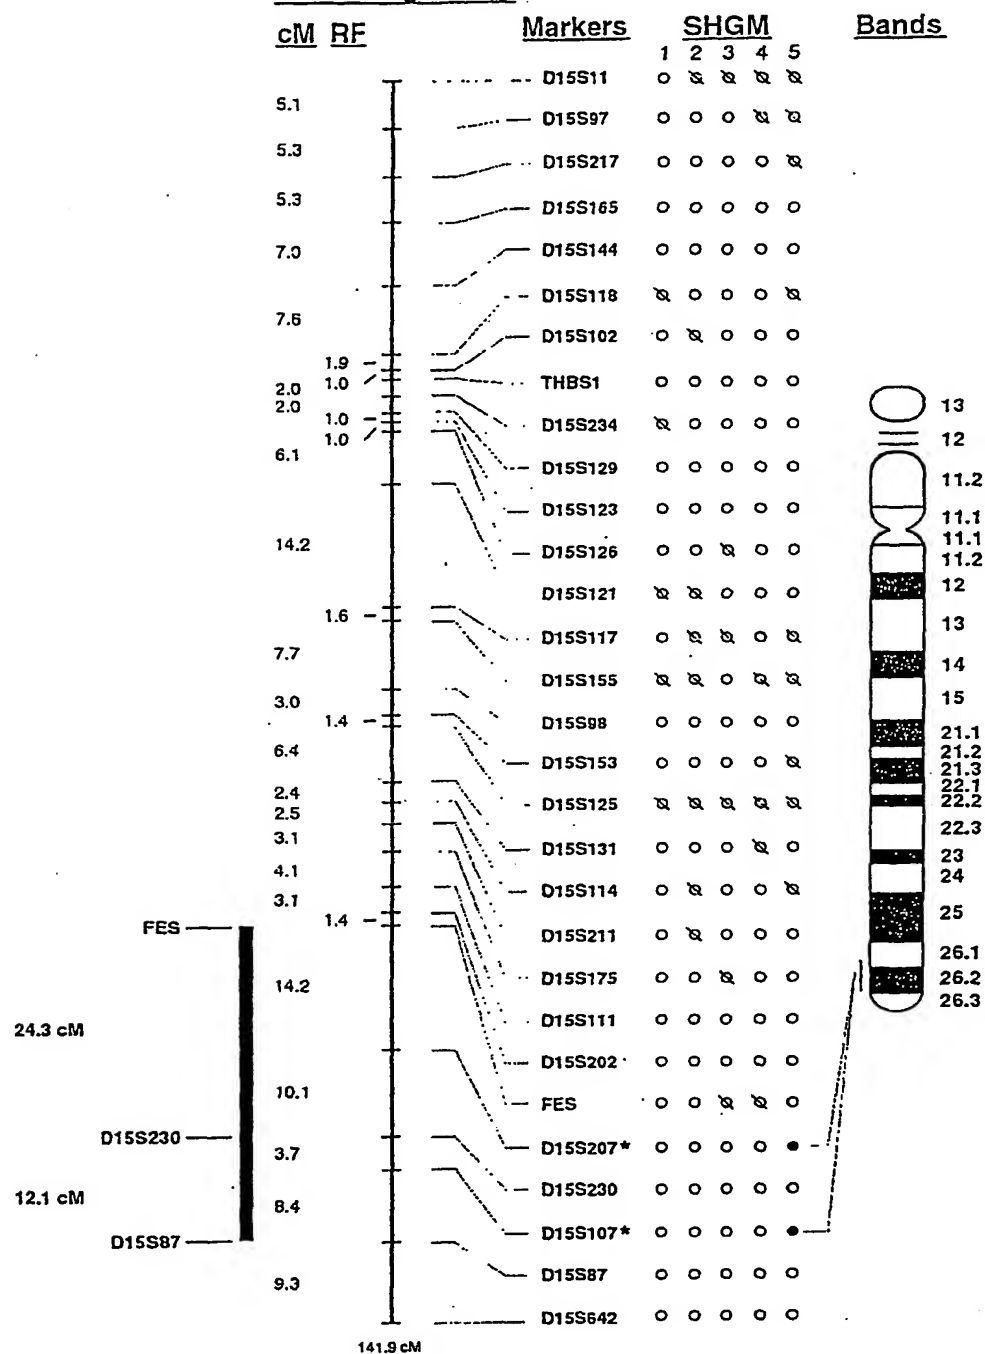 cM RF Markers SHGM Bands
1 2 3 4 5
D15S11
5.1
D15S97
5.3
D15S217
5.3
D15S165
7.0
D15S144
7.6
D15S118
D15S102
1.9
1.0
THBS1
2.0
2.0
1.0
1.0
D15S234
6.1
D15S129
D15S123
14.2
D15S126
D15S121
1.6
D15S117
7.7
D15S155
3.0
1.4
D15S98
6.4
D15S153
2.4
D15S125
2.5
3.1
D15S131
4.1
3.1
D15S114
1.4
FES
D15S211
14.2
D15S175
24.3 cM
D15S111
D15S202
10.1
FES
D15S230
3.7
D15S207*
12.1 cM
8.4
D15S230
D15S87
D15S107*
9.3
D15S87
D15S642
141.9 cM
13
12
11.2
11.1
11.1
11.2
12
13
14
15
21.1
21.2
21.3
22.1
22.2
22.3
23
24
25
26.1
26.2
26.3